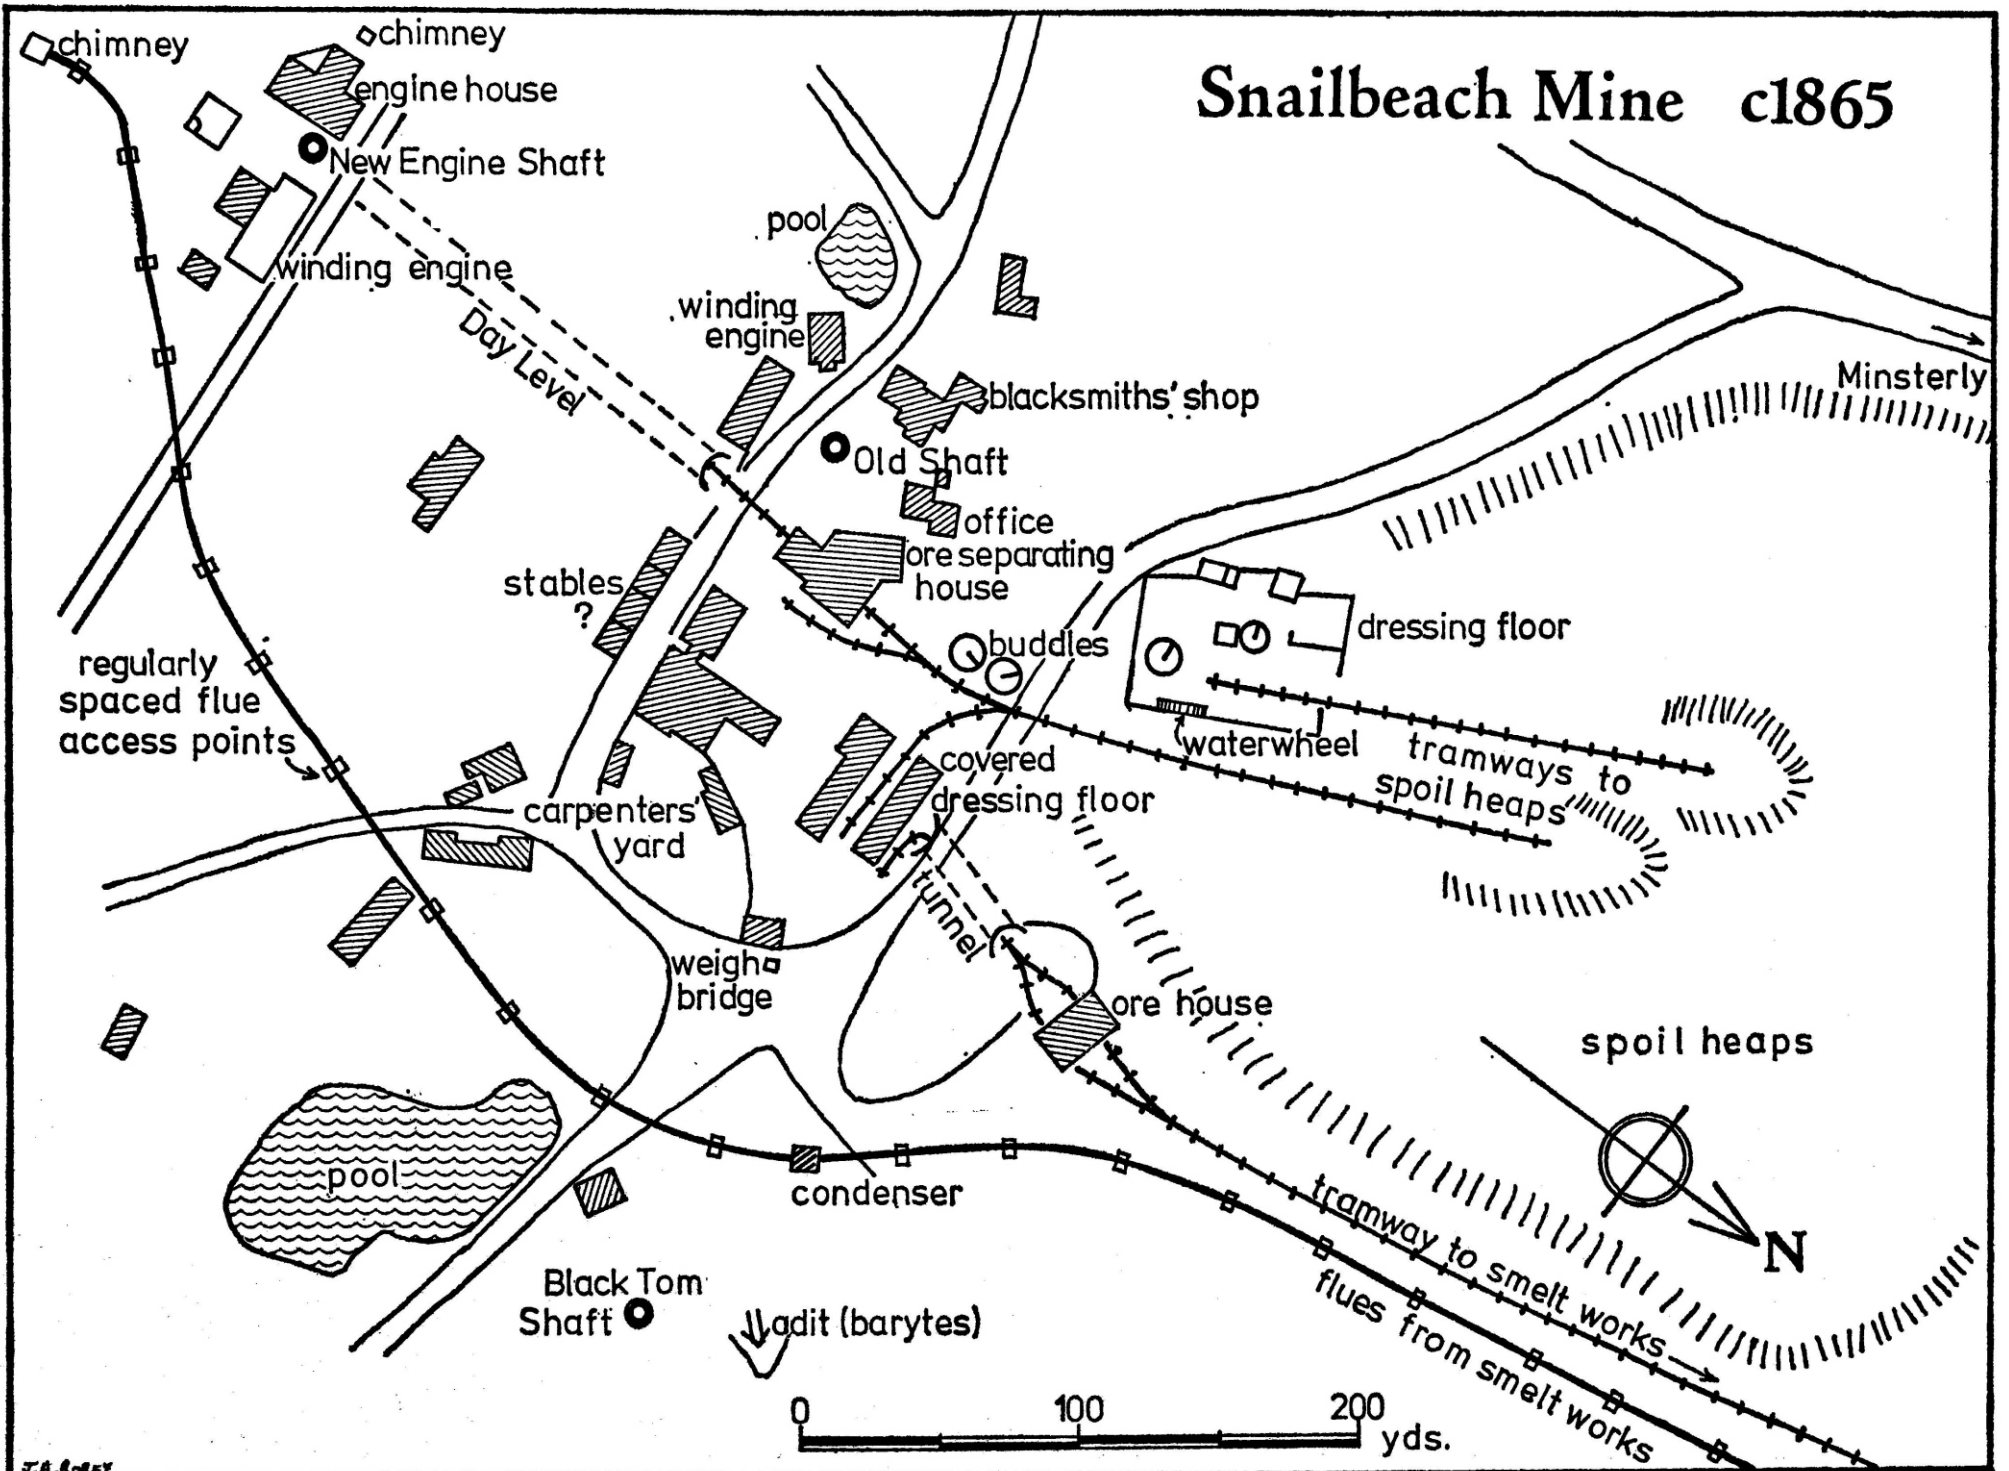 Snailbeach Mine c1865
chimney
chimney
engine house
New Engine Shaft
winding engine
Day Level
pool
winding
engine
blacksmiths' shop
Old Shaft
office
ore separating
house
stables
?
buddles
dressing floor
waterwheel
Minsterly
tramways to
spoil heaps
regularly
spaced flue
access points
carpenters'
yard
covered
dressing floor
tunnel
weigh
bridge
ore house
spoil heaps
N
pool
condenser
Black Tom
Shaft
adit (barytes)
tramway to smelt works
flues from smelt works
0 100 200
yds.